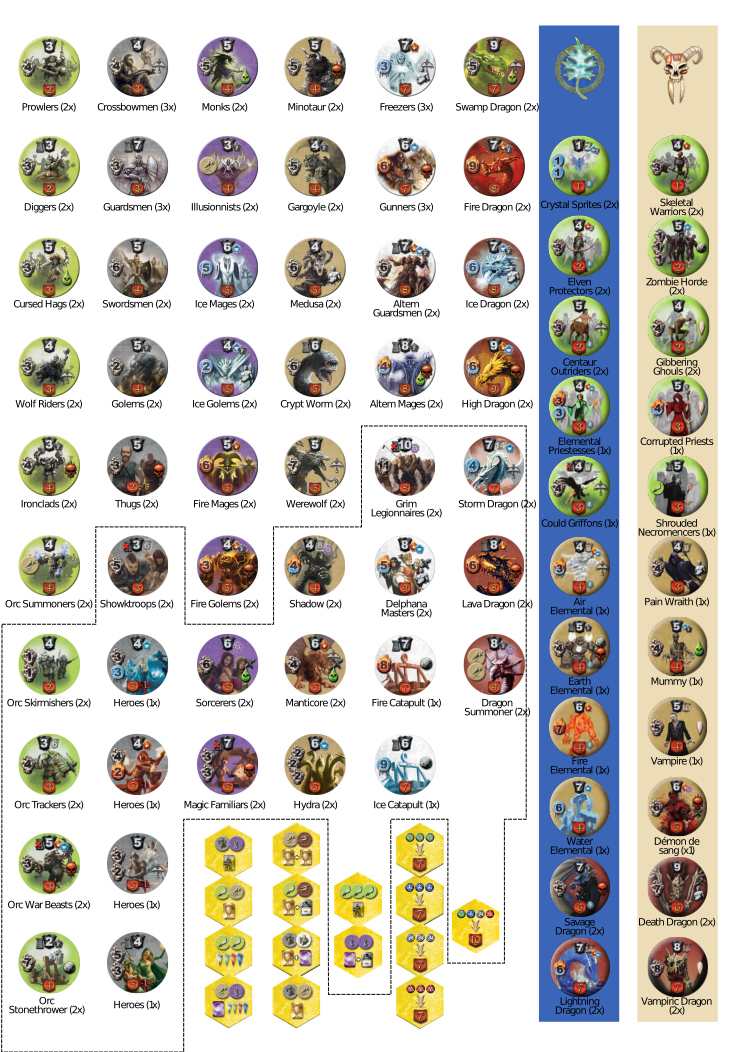 Prowlers (2x)
Crossbowmen (3x)
Monks (2x)
Minotaur (2x)
Freezers (3x)
Swamp Dragon (2x)
Diggers (2x)
Guardsmen (3x)
Illusionnists (2x)
Gargoyle (2x)
Gunners (3x)
Fire Dragon (2x)
Cursed Hags (2x)
Swordsmen (2x)
Ice Mages (2x)
Medusa (2x)
Altem
Guardsmen (2x)
Ice Dragon (2x)
Wolf Riders (2x)
Golems (2x)
Ice Golems (2x)
Crypt Worm (2x)
Altem Mages (2x)
High Dragon (2x)
Ironclads (2x)
Thugs (2x)
Fire Mages (2x)
Werewolf (2x)
Grim
Legionnaires (2x)
Storm Dragon (2x)
Orc Summoners (2x)
Showktroops (2x)
Fire Golems (2x)
Shadow (2x)
Delphana
Masters (2x)
Lava Dragon (2x)
Orc Skirmishers (2x)
Heroes (1x)
Sorcerers (2x)
Manticore (2x)
Fire Catapult (1x)
Dragon
Summoner (2x)
Orc Trackers (2x)
Heroes (1x)
Magic Familiars (2x)
Hydra (2x)
Ice Catapult (1x)
Orc War Beasts (2x)
Heroes (1x)
Orc
Stonethrower (2x)
Heroes (1x)
Crystal Sprites (2x)
Elven
Protectors (2x)
Centaur
Outriders (2x)
Elemental
Priestesses (1x)
Could Griffons (1x)
Air
Elemental (1x)
Earth
Elemental (1x)
Fire
Elemental (1x)
Water
Elemental (1x)
Savage
Dragon (2x)
Lightning
Dragon (2x)
Skeletal
Warriors (2x)
Zombie Horde
(2x)
Gibbering
Ghouls (2x)
Corrupted Priests
(1x)
Shrouded
Necromencers (1x)
Pain Wraith (1x)
Mummy (1x)
Vampire (1x)
Démon de
sang (x1)
Death Dragon (2x)
Vampiric Dragon
(2x)